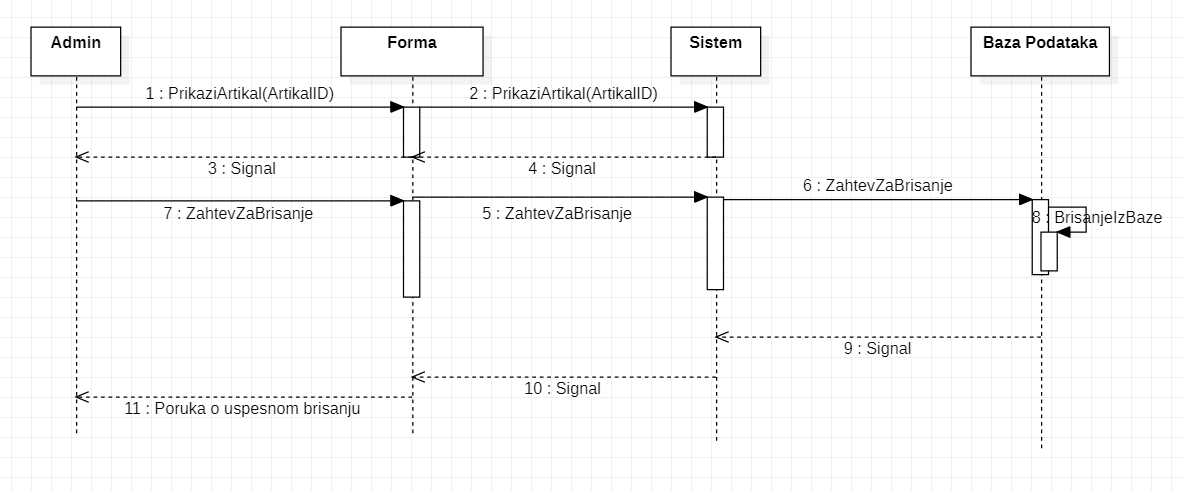 Admin
Forma
Sistem
Baza Podataka
1 : PrikaziArtikal(ArtikalID)
2 : PrikaziArtikal(ArtikalID)
3 : Signal
4 : Signal
6 : ZahtevZaBrisanje
7 : ZahtevZaBrisanje
5 : ZahtevZaBrisanje
8 : BrisanjeIzBaze
9 : Signal
10 : Signal
11 : Poruka o uspesnom brisanju